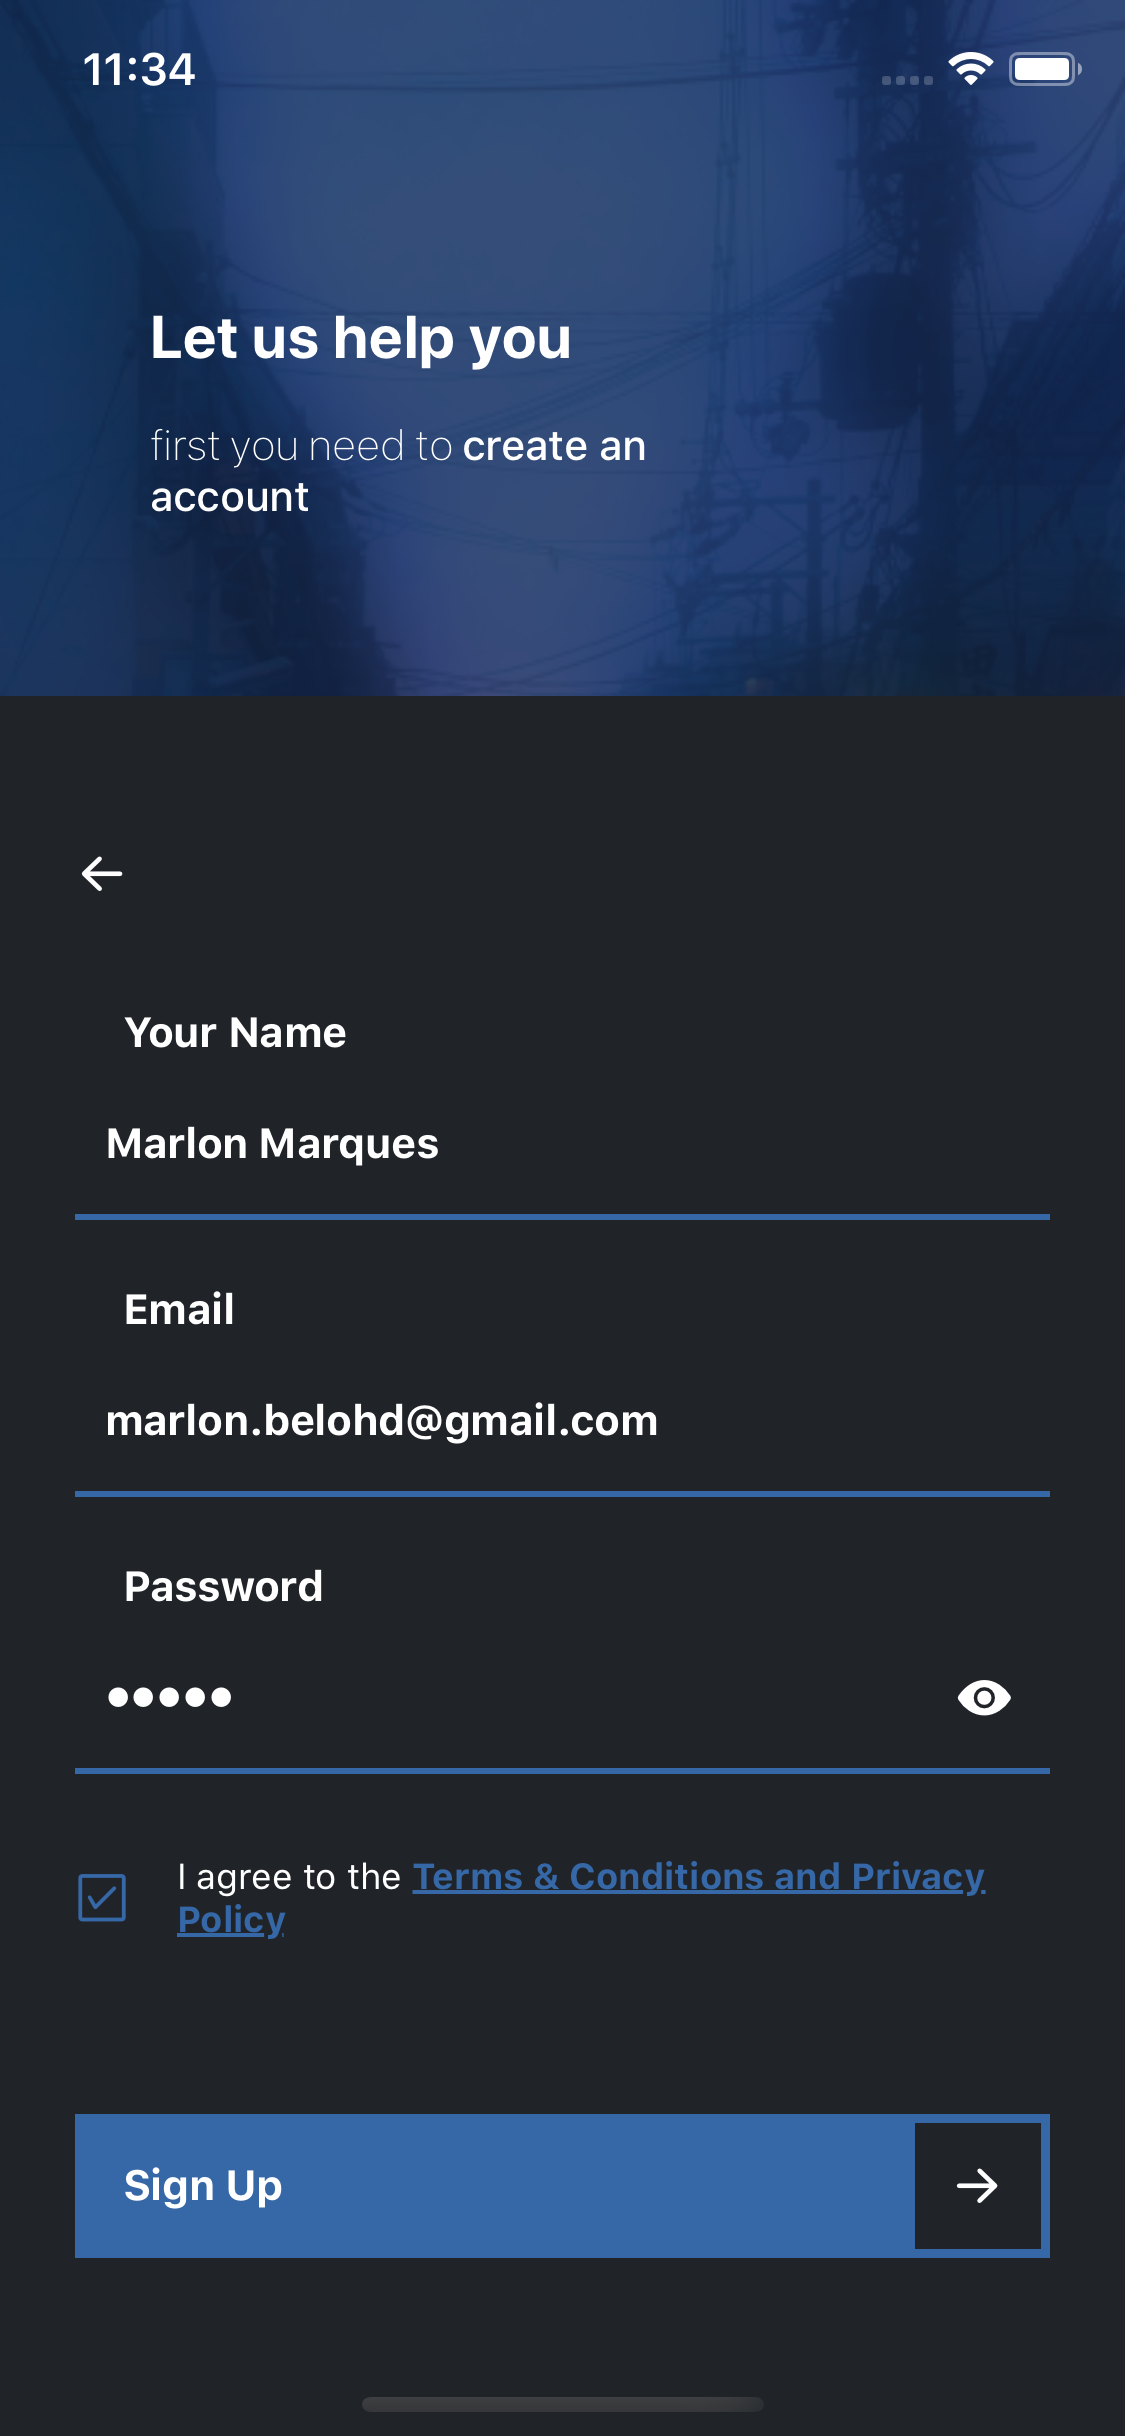 11:34
Let us help you
first you need to create an
account
Your Name
Marlon Marques
Email
marlon.belohd@gmail.com
Password
•••••
I agree to the Terms & Conditions and Privacy
Policy
Sign Up